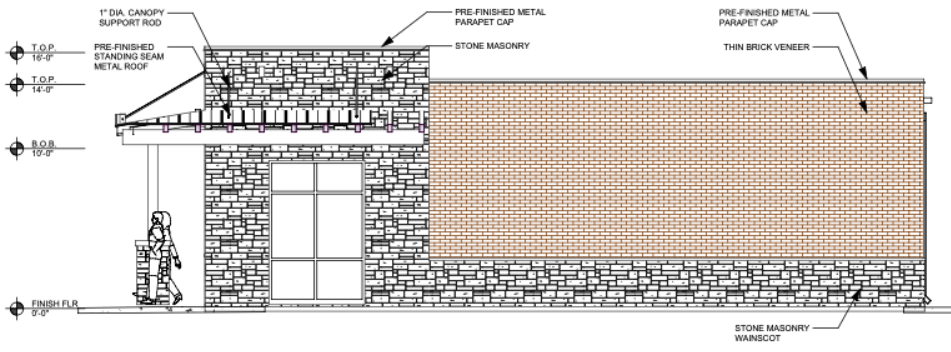 1" DIA. CANOPY
SUPPORT ROD
PRE-FINISHED METAL
PARAPET CAP
PRE-FINISHED METAL
PARAPET CAP
T.O.P.
16'-0"
PRE-FINISHED
STANDING SEAM
METAL ROOF
STONE MASONRY
THIN BRICK VENEER
T.O.P.
14'-0"
B.O.B.
10'-0"
FINISH FLR
0'-0"
STONE MASONRY
WAINSCOT